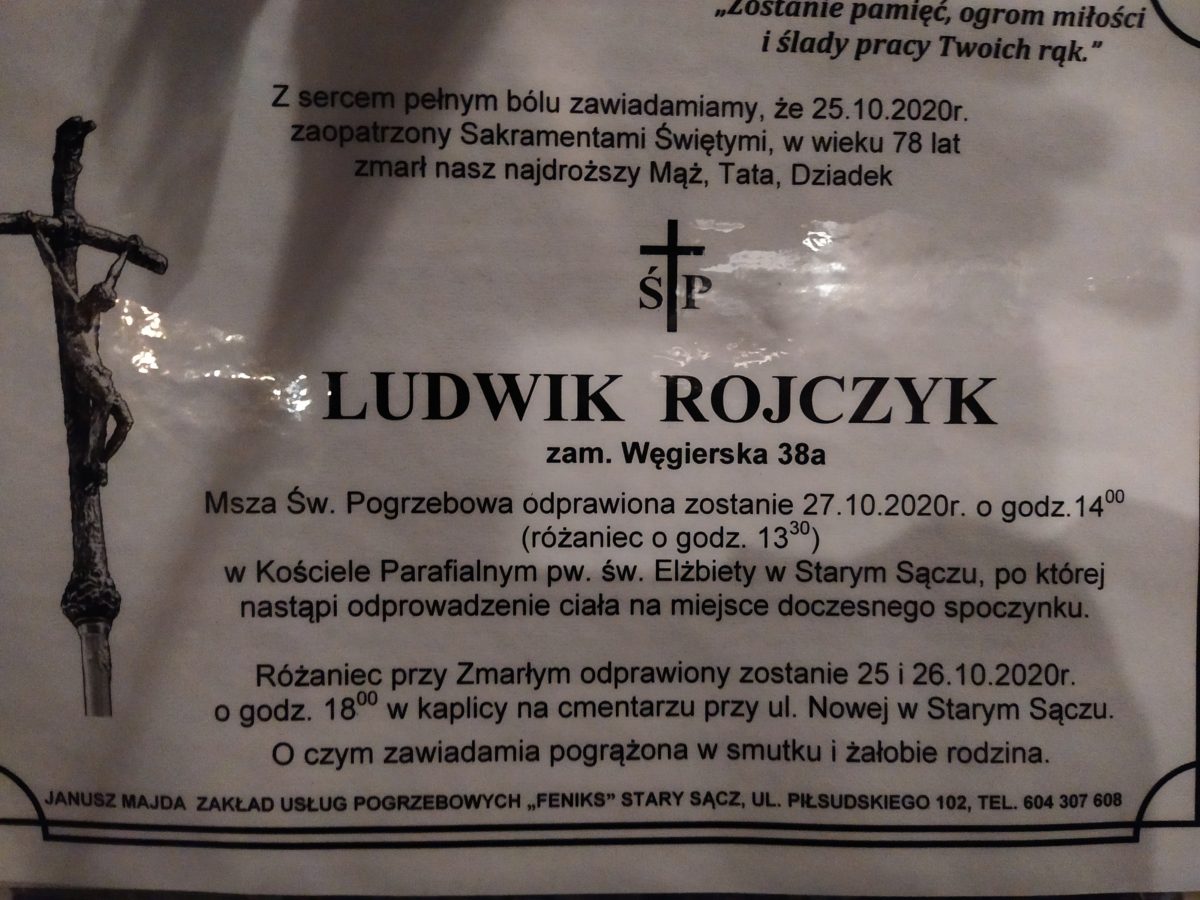 „Zostanie pamięć, ogrom miłości
i ślady pracy Twoich rąk.”
Z sercem pełnym bólu zawiadamiamy, że 25.10.2020r.
zaopatrzony Sakramentami Świętymi, w wieku 78 lat
zmarł nasz najdroższy Mąż, Tata, Dziadek
Ś P
LUDWIK ROJCZYK
zam. Węgierska 38a
Msza Św. Pogrzebowa odprawiona zostanie 27.10.2020r. o godz.14⁰⁰
(różaniec o godz. 13³⁰)
w Kościele Parafialnym pw. św. Elżbiety w Starym Sączu, po której
nastąpi odprowadzenie ciała na miejsce doczesnego spoczynku.
Różaniec przy Zmarłym odprawiony zostanie 25 i 26.10.2020r.
o godz. 18⁰⁰ w kaplicy na cmentarzu przy ul. Nowej w Starym Sączu.
O czym zawiadamia pogrążona w smutku i żałobie rodzina.
JANUSZ MAJDA ZAKŁAD USŁUG POGRZEBOWYCH „FENIKS” STARY SĄCZ, UL. PIŁSUDSKIEGO 102, TEL. 604 307 608